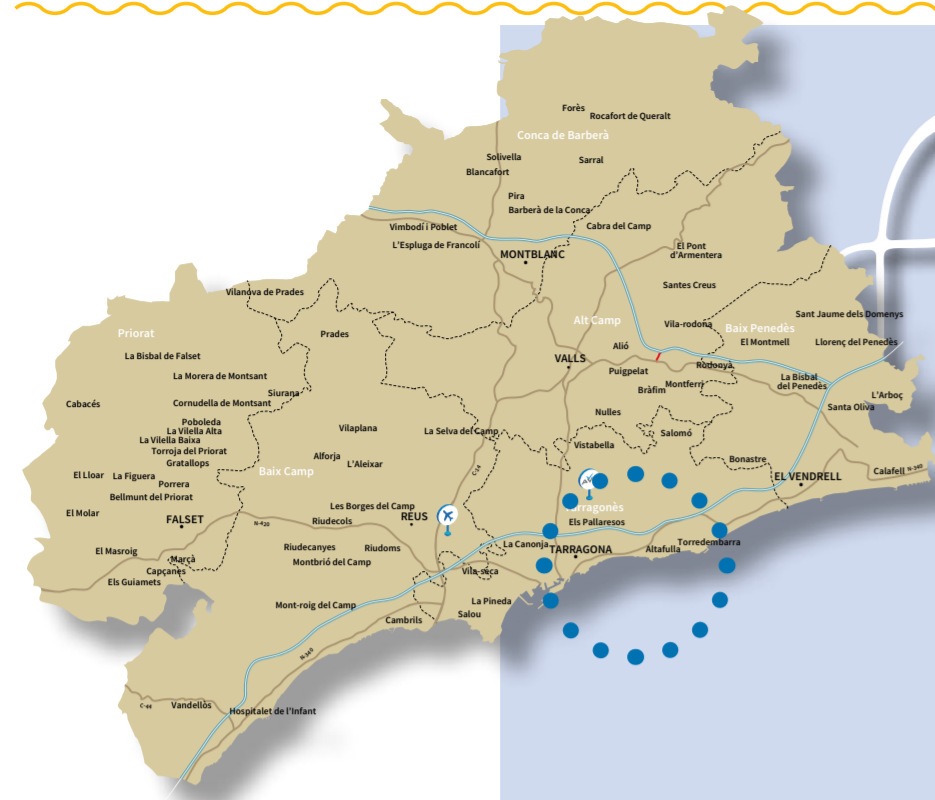 Forès
Rocafort de Queralt
Conca de Barberà
Solivella
Sarral
Blancafort
Pira
Barberà de la Conca
Vimbodí i Poblet
Cabra del Camp
L'Espluga de Francolí
MONTBLANC
El Pont
d'Armentera
Santes Creus
Vilanova de Prades
Priorat
Prades
Alt Camp
Vila-rodona
Baix Penedès
Sant Jaume dels Domenys
El Montmell
Llorenç del Penedès
La Bisbal de Falset
Alió
VALLS
Puigpelat
Rodonyà
La Morera de Montsant
Bràfim
Montferri
La Bisbal
del Penedès
Siurana
L'Arboç
Cabacés
Cornudella de Montsant
Santa Oliva
Nulles
Poboleda
La Vilella Alta
Vilaplana
La Selva del Camp
Salomó
La Vilella Baixa
Vistabella
Torroja del Priorat
Alforja
L'Aleixar
Gratallops
Bonastre
Baix Camp
C-14
El Lloar
La Figuera
Porrera
EL VENDRELL
Calafell
N-340
Bellmunt del Priorat
Les Borges del Camp
El Molar
FALSET
N-420
Riudecols
REUS
Els Pallaresos
La Canonja
TARRAGONA
Altafulla
Torredembarra
El Masroig
Marçà
Riudecanyes
Riudoms
Capçanes
Montbrió del Camp
Vila-seca
Els Guiamets
Mont-roig del Camp
La Pineda
Salou
Cambrils
N-340
C-44
Vandellòs
Hospitalet de l'Infant